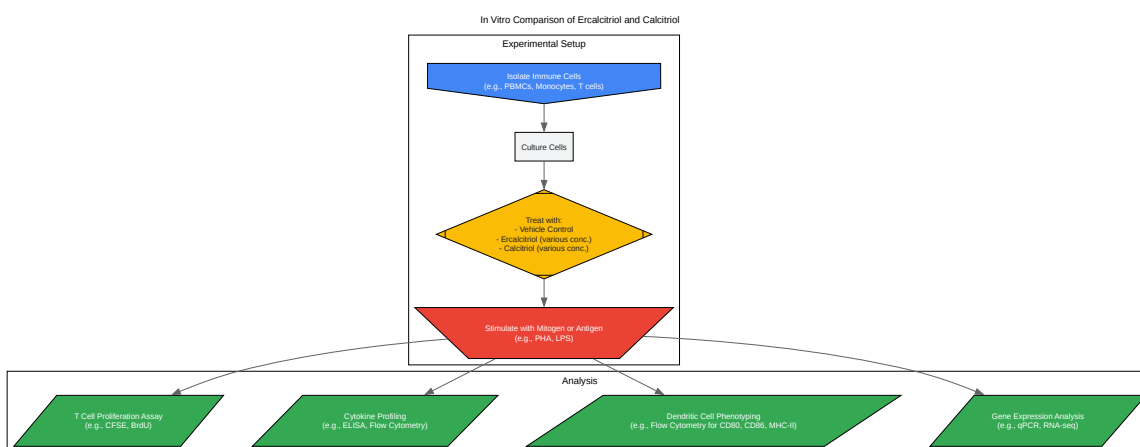 In Vitro Comparison of Ercalcitriol and Calcitriol
Experimental Setup
Isolate Immune Cells
(e.g., PBMCs, Monocytes, T cells)
Culture Cells
Treat with:
- Vehicle Control
- Ercalcitriol (various conc.)
- Calcitriol (various conc.)
Stimulate with Mitogen or Antigen
(e.g., PHA, LPS)
Analysis
T Cell Proliferation Assay
(e.g., CFSE, BrdU)
Cytokine Profiling
(e.g., ELISA, Flow Cytometry)
Dendritic Cell Phenotyping
(e.g., Flow Cytometry for CD80, CD86, MHC-II)
Gene Expression Analysis
(e.g., qPCR, RNA-seq)